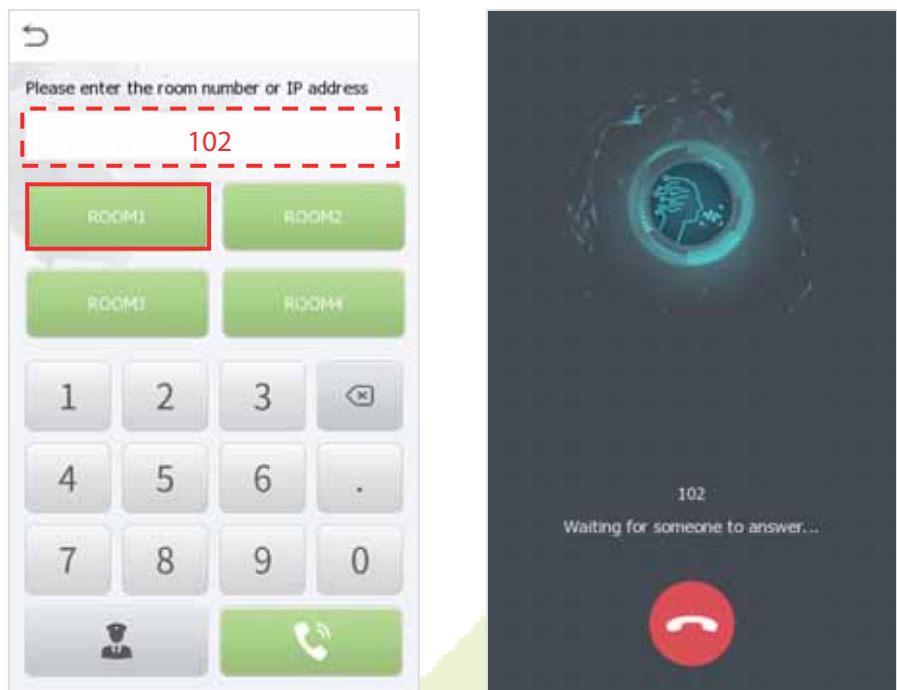 Please enter the room number or IP address
102
ROOM1 ROOM2
ROOM3 ROOM4
1 2 3
4 5 6 .
7 8 9 0
102
Waiting for someone to answer...